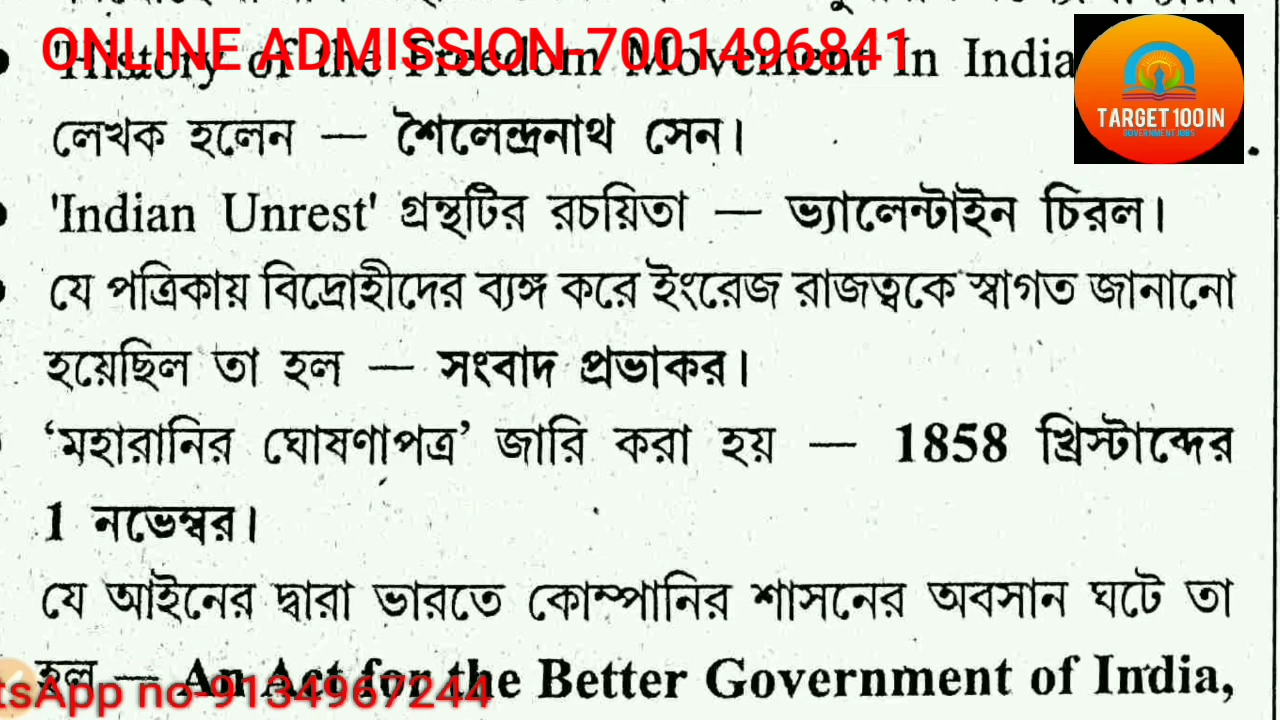 ONLINE ADMISSION-7001496841
'History of the Freedom Movement In India
TARGET 100 IN
GOVERNMENT JOBS
লেখক হলেন — শৈলেন্দ্রনাথ সেন।
'Indian Unrest' গ্রন্থটির রচয়িতা — ভ্যালেন্টাইন চিরল।
যে পত্রিকায় বিদ্রোহীদের ব্যঙ্গ করে ইংরেজ রাজত্বকে স্বাগত জানানো
হয়েছিল তা হল — সংবাদ প্রভাকর।
‘মহারানির ঘোষণাপত্র’ জারি করা হয় — 1858 খ্রিস্টাব্দের
1 নভেম্বর।
যে আইনের দ্বারা ভারতে কোম্পানির শাসনের অবসান ঘটে তা
হল — An Act for the Better Government of India,
tsApp no-9134967244